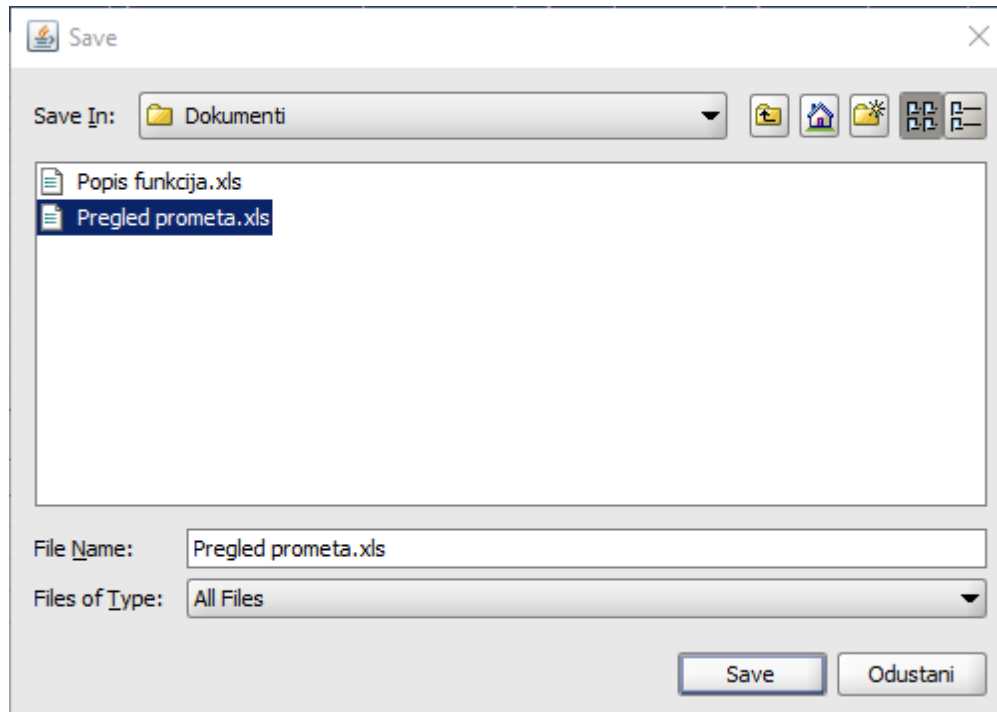 Save
Save In: Dokumenti
Popis funkcija.xls
Pregled prometa.xls
File Name: Pregled prometa.xls
Files of Type: All Files
Save Odustani